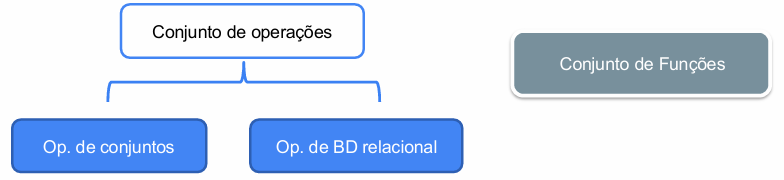 Conjunto de operações
Conjunto de Funções
Op. de conjuntos
Op. de BD relacional